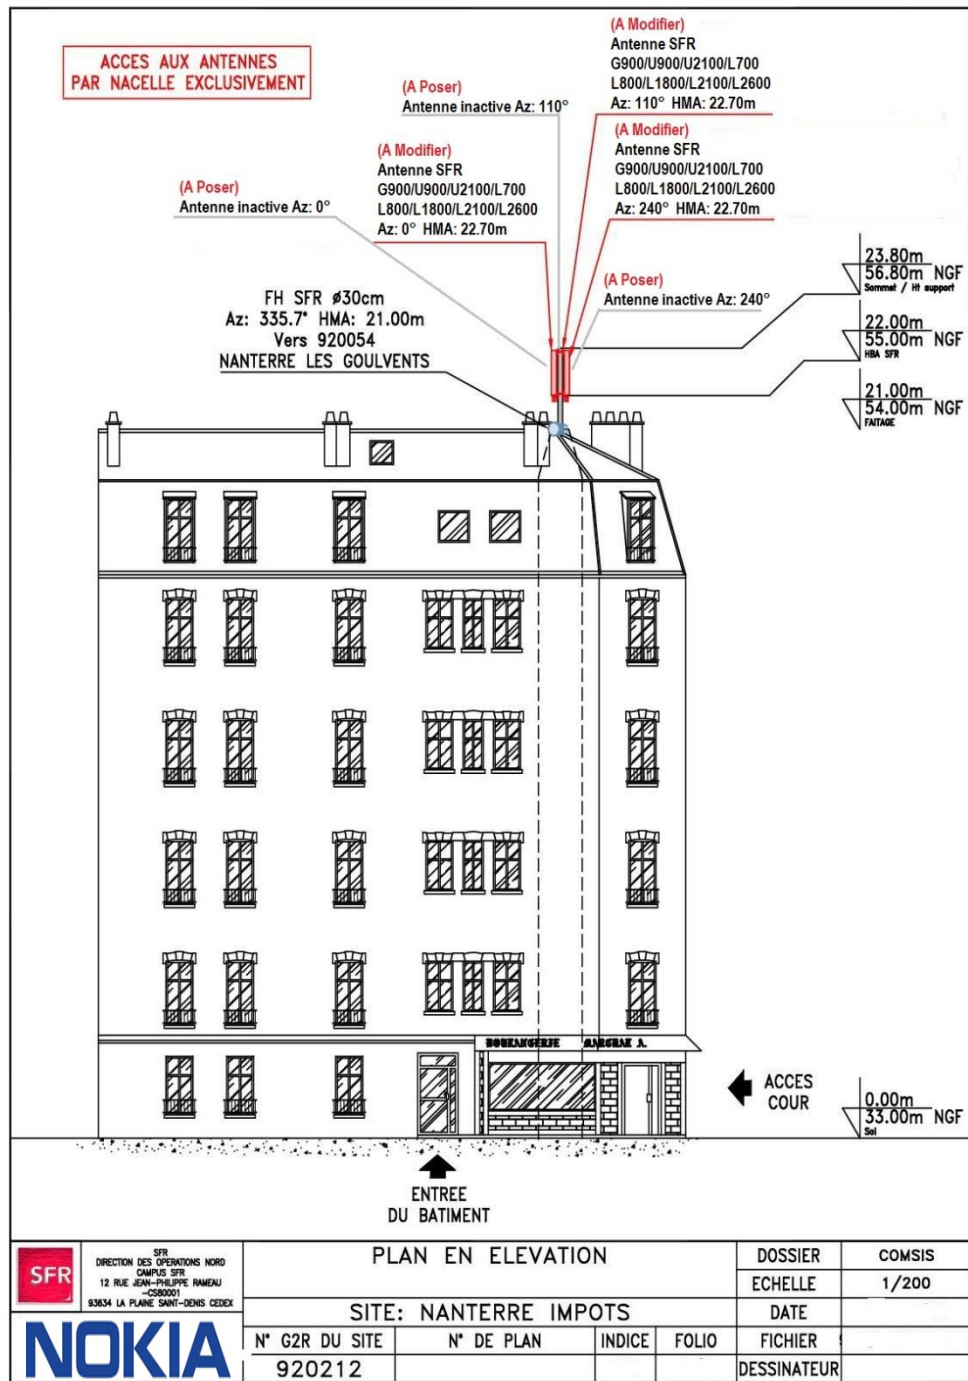 ACCES AUX ANTENNES
PAR NACELLE EXCLUSIVEMENT
(A Modifier)
Antenne SFR
G900/U900/U2100/L700
L800/L1800/L2100/L2600
Az: 110° HMA: 22.70m
(A Poser)
Antenne inactive Az: 110°
(A Modifier)
Antenne SFR
G900/U900/U2100/L700
L800/L1800/L2100/L2600
Az: 240° HMA: 22.70m
(A Modifier)
Antenne SFR
G900/U900/U2100/L700
L800/L1800/L2100/L2600
Az: 0° HMA: 22.70m
(A Poser)
Antenne inactive Az: 0°
(A Poser)
Antenne inactive Az: 240°
FH SFR ø30cm
Az: 335.7° HMA: 21.00m
Vers 920054
NANTERRE LES GOULVENTS
23.80m
56.80m NGF
Sommet / Ht support
22.00m
55.00m NGF
HBA SFR
21.00m
54.00m NGF
FAITAGE
BOULANGERIE MARCHAK A.
ACCES
COUR
0.00m
33.00m NGF
Sol
ENTREE
DU BATIMENT
SFR
SFR
DIRECTION DES OPERATIONS NORD
CAMPUS SFR
12 RUE JEAN-PHILIPPE RAMEAU
-CS80001
93634 LA PLAINE SAINT-DENIS CEDEX
NOKIA
PLAN EN ELEVATION
SITE: NANTERRE IMPOTS
N° G2R DU SITE
920212
N° DE PLAN
INDICE
FOLIO
DOSSIER
COMSIS
ECHELLE
1/200
DATE
FICHIER
DESSINATEUR